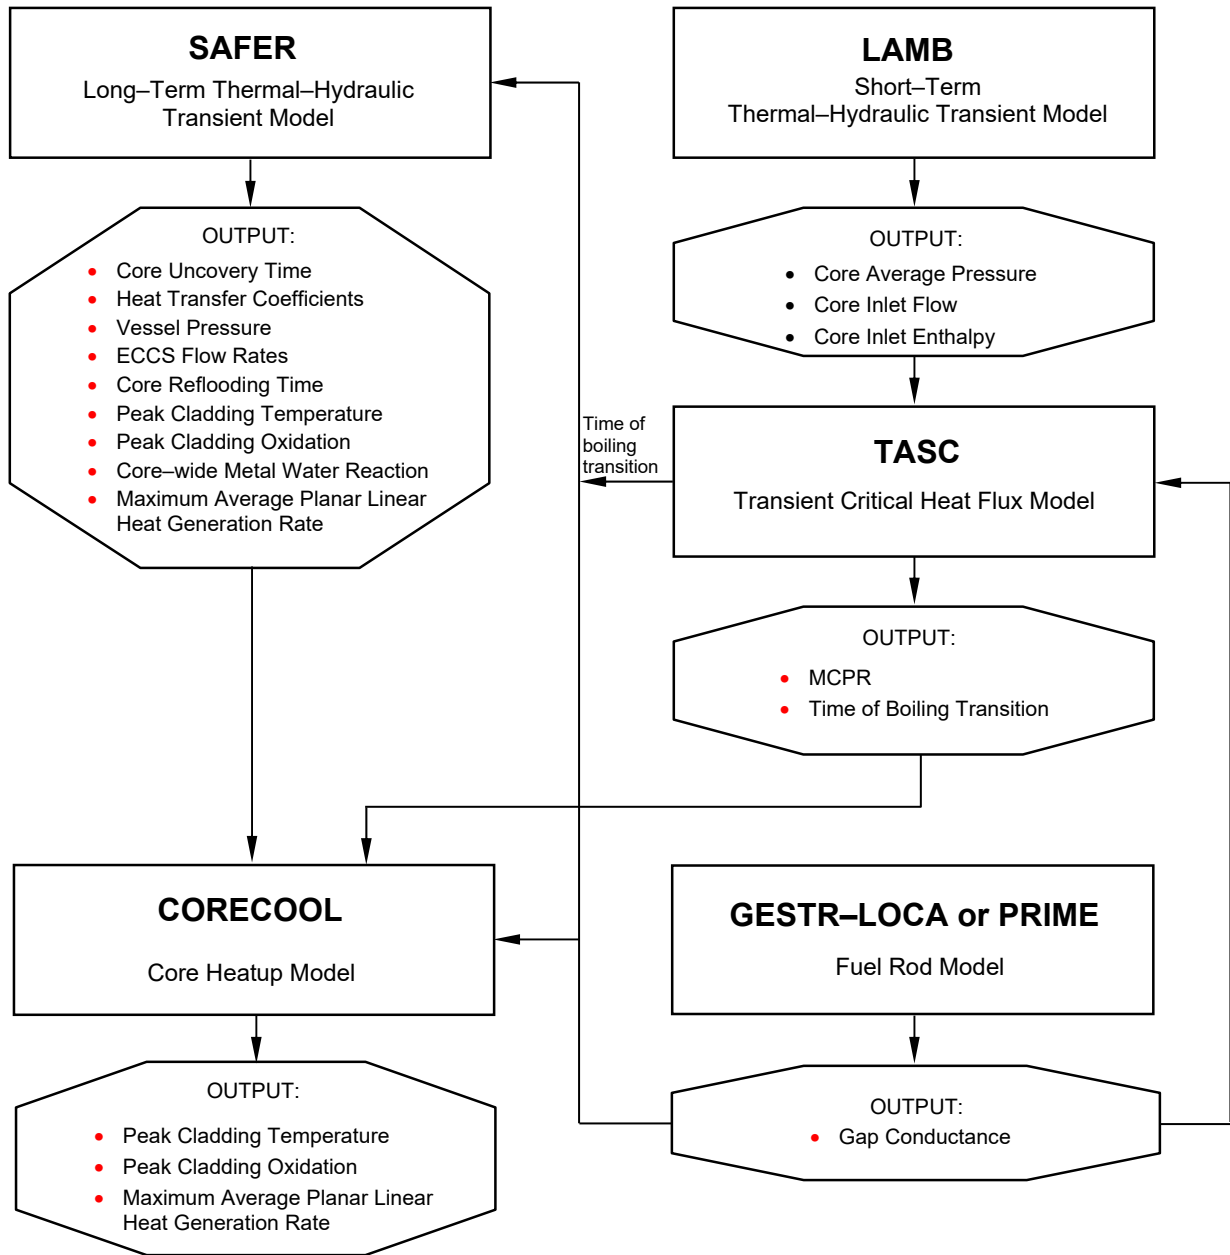 SAFER
Long–Term Thermal–Hydraulic
Transient Model
OUTPUT:
• Core Uncovery Time
• Heat Transfer Coefficients
• Vessel Pressure
• ECCS Flow Rates
• Core Reflooding Time
• Peak Cladding Temperature
• Peak Cladding Oxidation
• Core–wide Metal Water Reaction
• Maximum Average Planar Linear
Heat Generation Rate
LAMB
Short–Term
Thermal–Hydraulic Transient Model
OUTPUT:
• Core Average Pressure
• Core Inlet Flow
• Core Inlet Enthalpy
Time of
boiling
transition
TASC
Transient Critical Heat Flux Model
OUTPUT:
• MCPR
• Time of Boiling Transition
CORECOOL
Core Heatup Model
OUTPUT:
• Peak Cladding Temperature
• Peak Cladding Oxidation
• Maximum Average Planar Linear
Heat Generation Rate
GESTR–LOCA or PRIME
Fuel Rod Model
OUTPUT:
• Gap Conductance